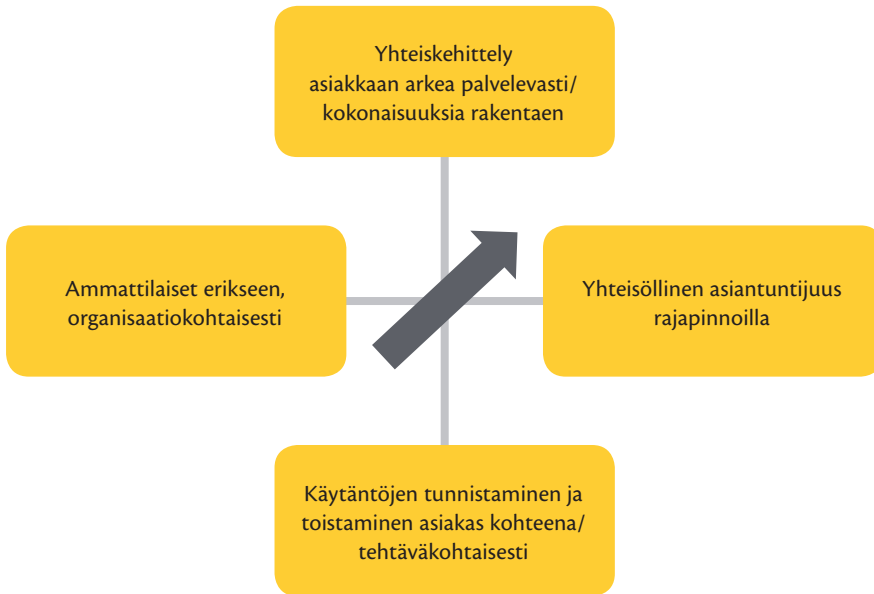 Yhteiskehittely
asiakkaan arkea palvelevasti/
kokonaisuuksia rakentaen
Ammattilaiset erikseen,
organisaatiokohtaisesti
Yhteisöllinen asiantuntijuus
rajapinnoilla
Käytäntöjen tunnistaminen ja
toistaminen asiakas kohteena/
tehtäväkohtaisesti